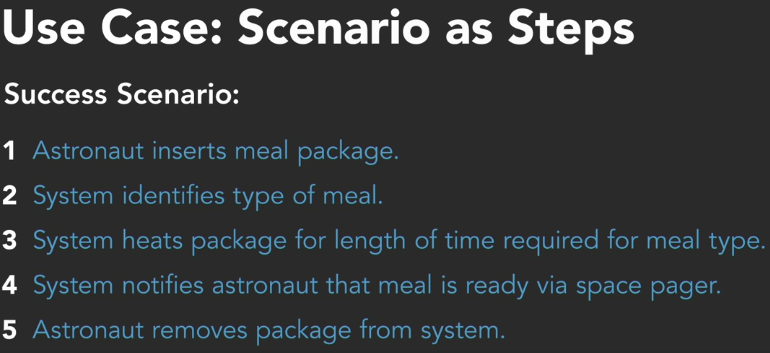 Use Case: Scenario as Steps
Success Scenario:
1 Astronaut inserts meal package.
2 System identifies type of meal.
3 System heats package for length of time required for meal type.
4 System notifies astronaut that meal is ready via space pager.
5 Astronaut removes package from system.